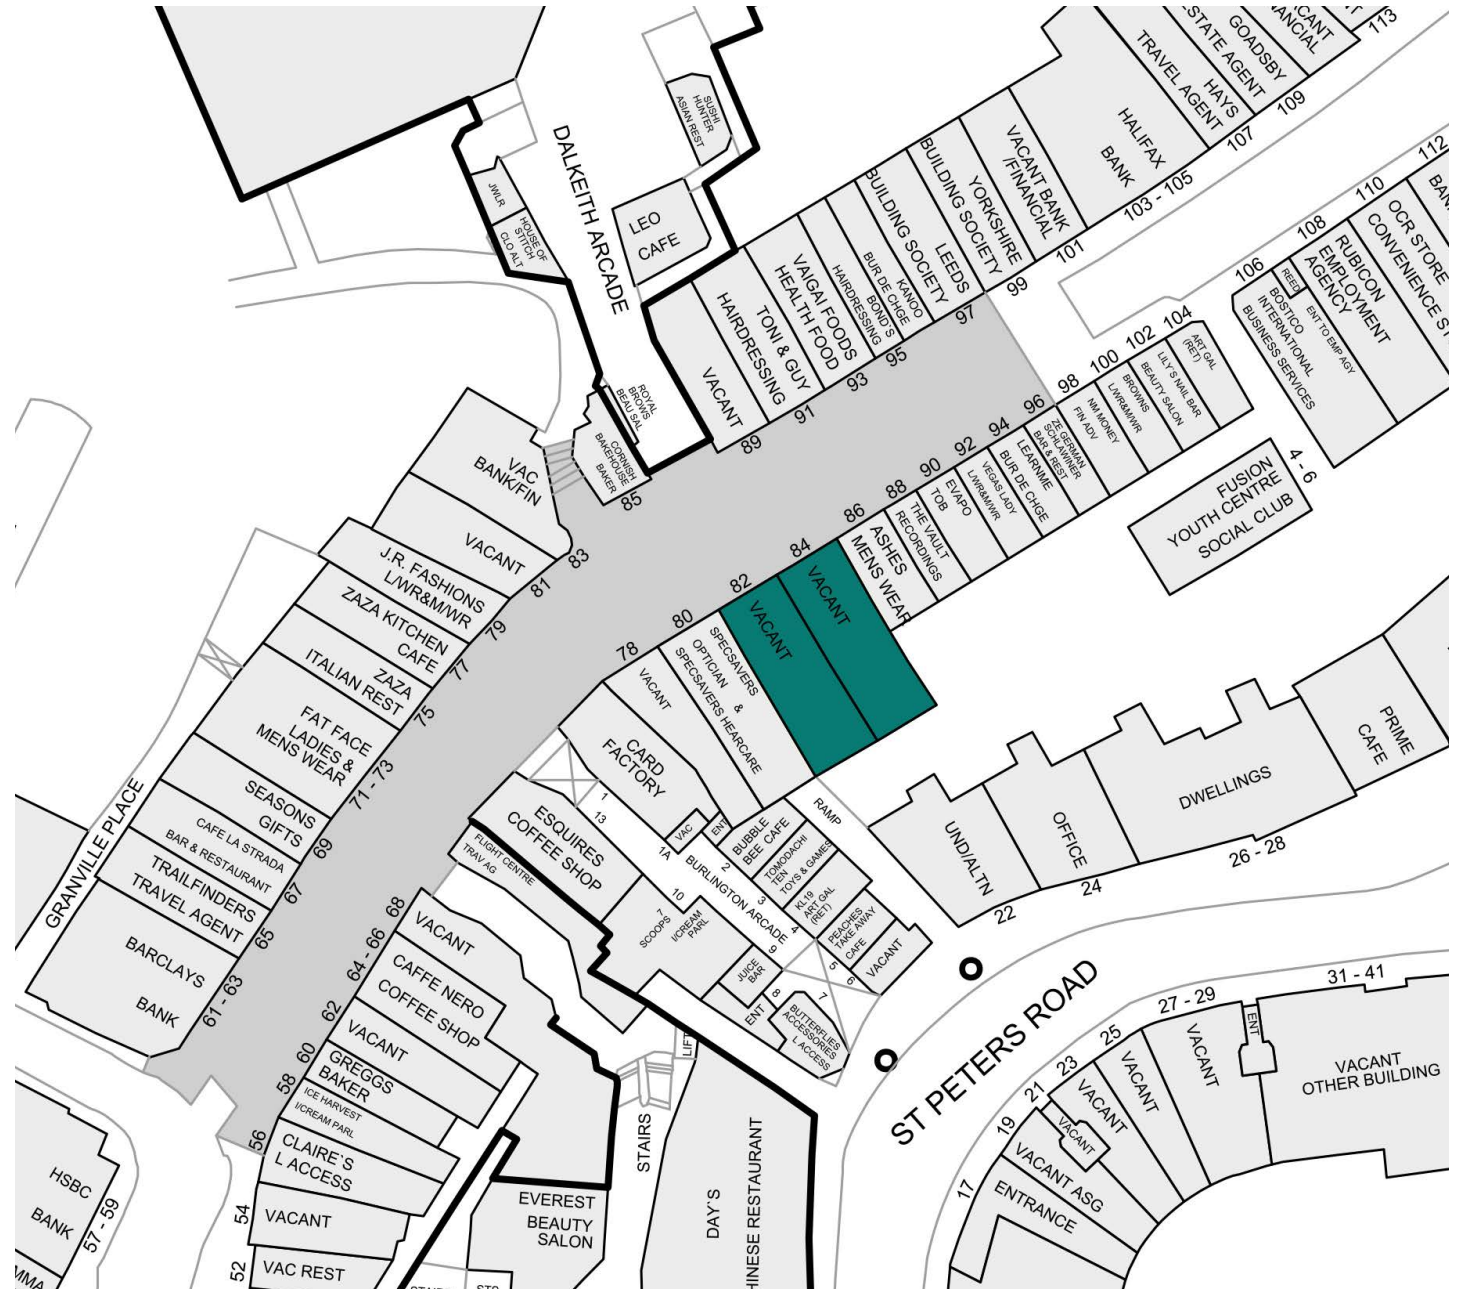 DALKEITH ARCADE
SUSHI
HUNTER
ASIAN REST
JWLR
HOUSE OF
STITCH
CLO ALT
LEO
CAFE
VACANT
TONI & GUY
HAIRDRESSING
VAIGAI FOODS
HEALTH FOOD
BOND'S
HAIRDRESSING
KANOO
BUR DE CHGE
LEEDS
BUILDING SOCIETY
YORKSHIRE
BUILDING SOCIETY
VACANT BANK
/FINANCIAL
HALIFAX
BANK
HAYS
TRAVEL AGENT
GOADSBY
ESTATE AGENT
89
91
93
95
97
99
101
103 - 105
107
109
113
ROYAL
BROWS
BEAU SAL
CORNISH
BAKEHOUSE
BAKER
85
VAC
BANK/FIN
VACANT
83
81
J.R. FASHIONS
L/WR&M/WR
79
ZAZA KITCHEN
CAFE
77
ZAZA
ITALIAN REST
75
FAT FACE
LADIES &
MENS WEAR
71 - 73
SEASONS
GIFTS
69
CAFE LA STRADA
BAR & RESTAURANT
67
TRAILFINDERS
TRAVEL AGENT
65
BARCLAYS
BANK
61 - 63
GRANVILLE PLACE
HSBC
BANK
57 - 59
112
110
108
106
OCR STORE
RUBICON
EMPLOYMENT
AGENCY
REED
ENT TO EMP AGY
BOSTICO
INTERNATIONAL
BUSINESS SERVICES
104
102
100
98
96
94
92
90
88
86
84
82
80
78
ART GAL
(RET)
LILY'S NAIL BAR
BEAUTY SALON
BROWNS
L/WR&M/WR
NM MONEY
FIN ADV
ZE GERMAN
SCHLAWINER
BAR & REST
LEARNME
BUR DE CHGE
VEGAS LADY
L/WR&M/WR
EVAPO
TOB
THE VAULT
RECORDINGS
ASHES
MENS WEAR
VACANT
VACANT
SPECSAVERS
OPTICIAN
&
SPECSAVERS HEARCARE
VACANT
CARD
FACTORY
4 - 6
FUSION
CENTRE
YOUTH CENTRE
SOCIAL CLUB
ESQUIRES
COFFEE SHOP
FLIGHT CENTRE
TRAV AG
1
13
1A
VAC
ENT
BUBBLE
BEE CAFE
TOMODACHI
TEN
TOYS & GAMES
KL19
ART GAL
(RET)
PEACHES
TAKE AWAY
CAFE
VACANT
BURLINGTON ARCADE
2
3
4
5
6
7
8
9
10
7
SCOOPS
I/CREAM
PARL
JUICE
BAR
ENT
BUTTERFLIES
ACCESSORIES
L ACCESS
RAMP
UND/ALTN
22
OFFICE
24
DWELLINGS
26 - 28
PRIME
CAFE
ST PETERS ROAD
68
VACANT
64 - 66
CAFFE NERO
COFFEE SHOP
62
VACANT
60
GREGGS
BAKER
58
ICE HARVEST
I/CREAM PARL
56
CLAIRE`S
L ACCESS
54
VACANT
52
VAC REST
EVEREST
BEAUTY
SALON
STAIRS
LIFT
DAY`S
31 - 41
27 - 29
25
23
21
19
17
ENT
VACANT
OTHER BUILDING
VACANT
VACANT
VACANT
VACANT
VACANT ASG
ENTRANCE